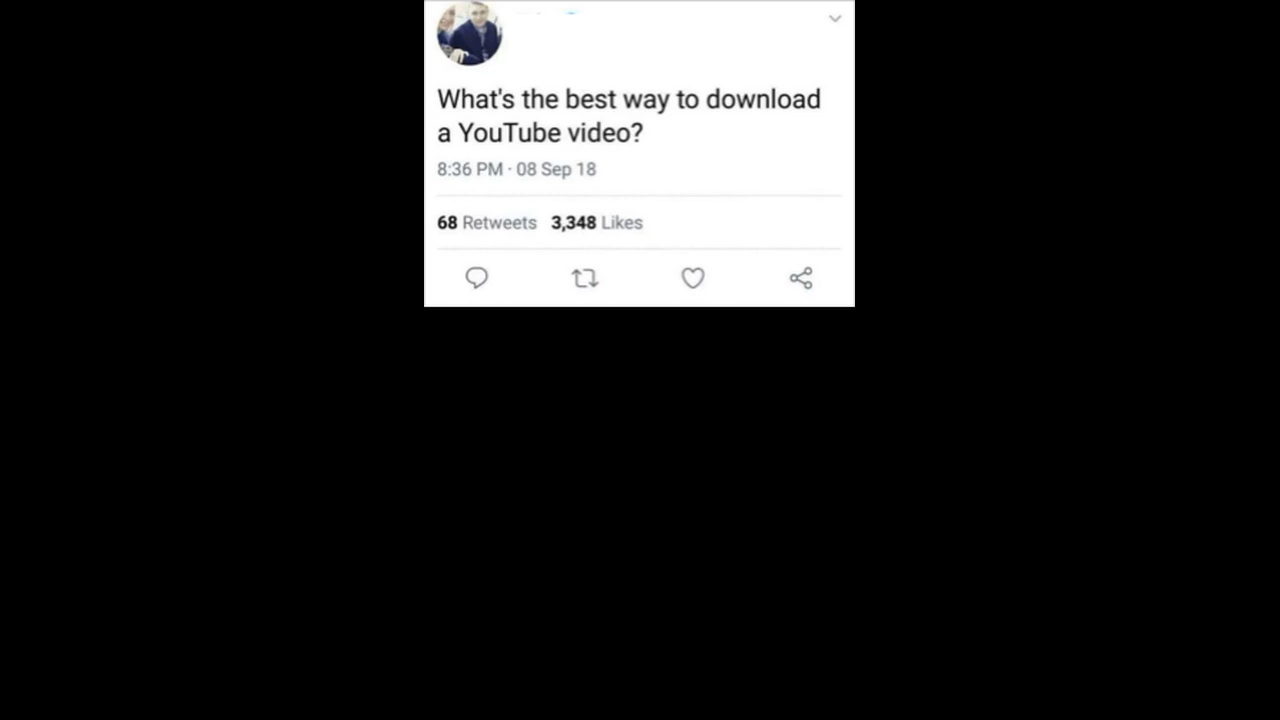 What's the best way to download
a YouTube video?
8:36 PM · 08 Sep 18
68 Retweets 3,348 Likes